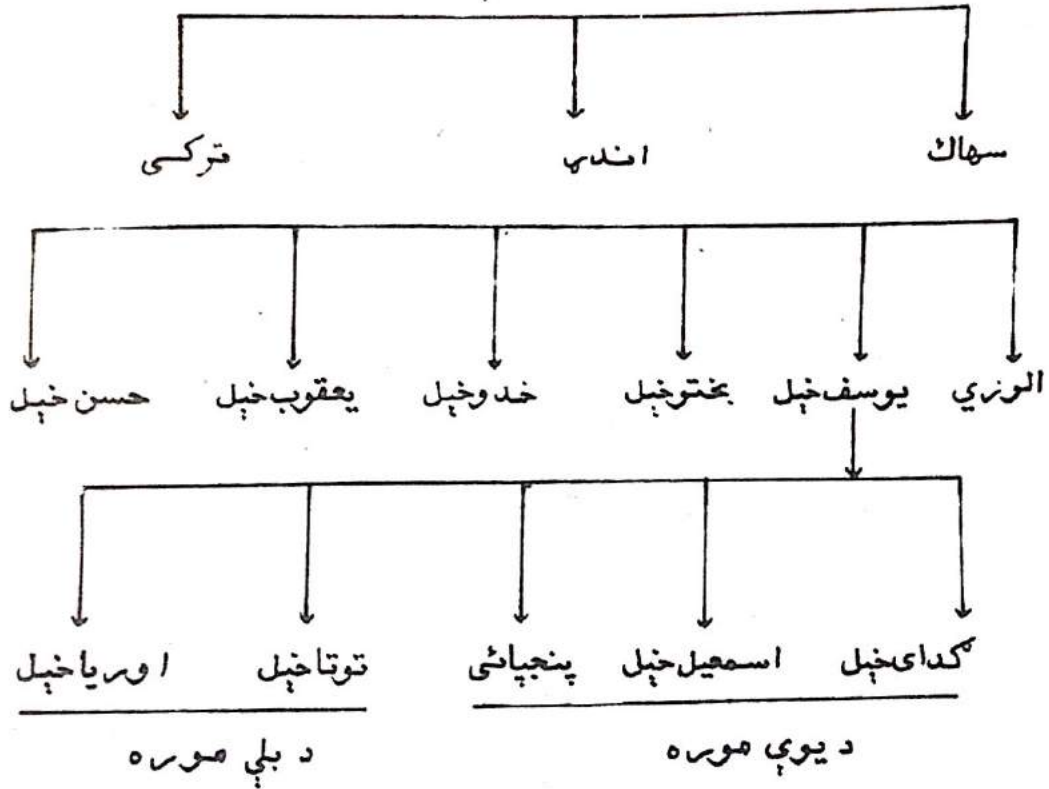 سهاك اندړ ترکی
الوزي يوسف خېل بختوخېل خدوخېل يعقوب خېل حسن خېل
ګدای خېل اسمعيل خېل پنجپائی توتاخېل اورياخېل
د يوې موره د بلې موره